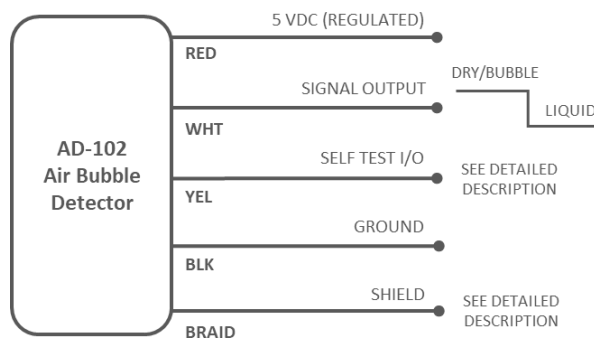 AD-102
Air Bubble
Detector
5 VDC (REGULATED)
RED
SIGNAL OUTPUT
WHT
DRY/BUBBLE
LIQUID
SELF TEST I/O
YEL
SEE DETAILED
DESCRIPTION
GROUND
BLK
SHIELD
BRAID
SEE DETAILED
DESCRIPTION